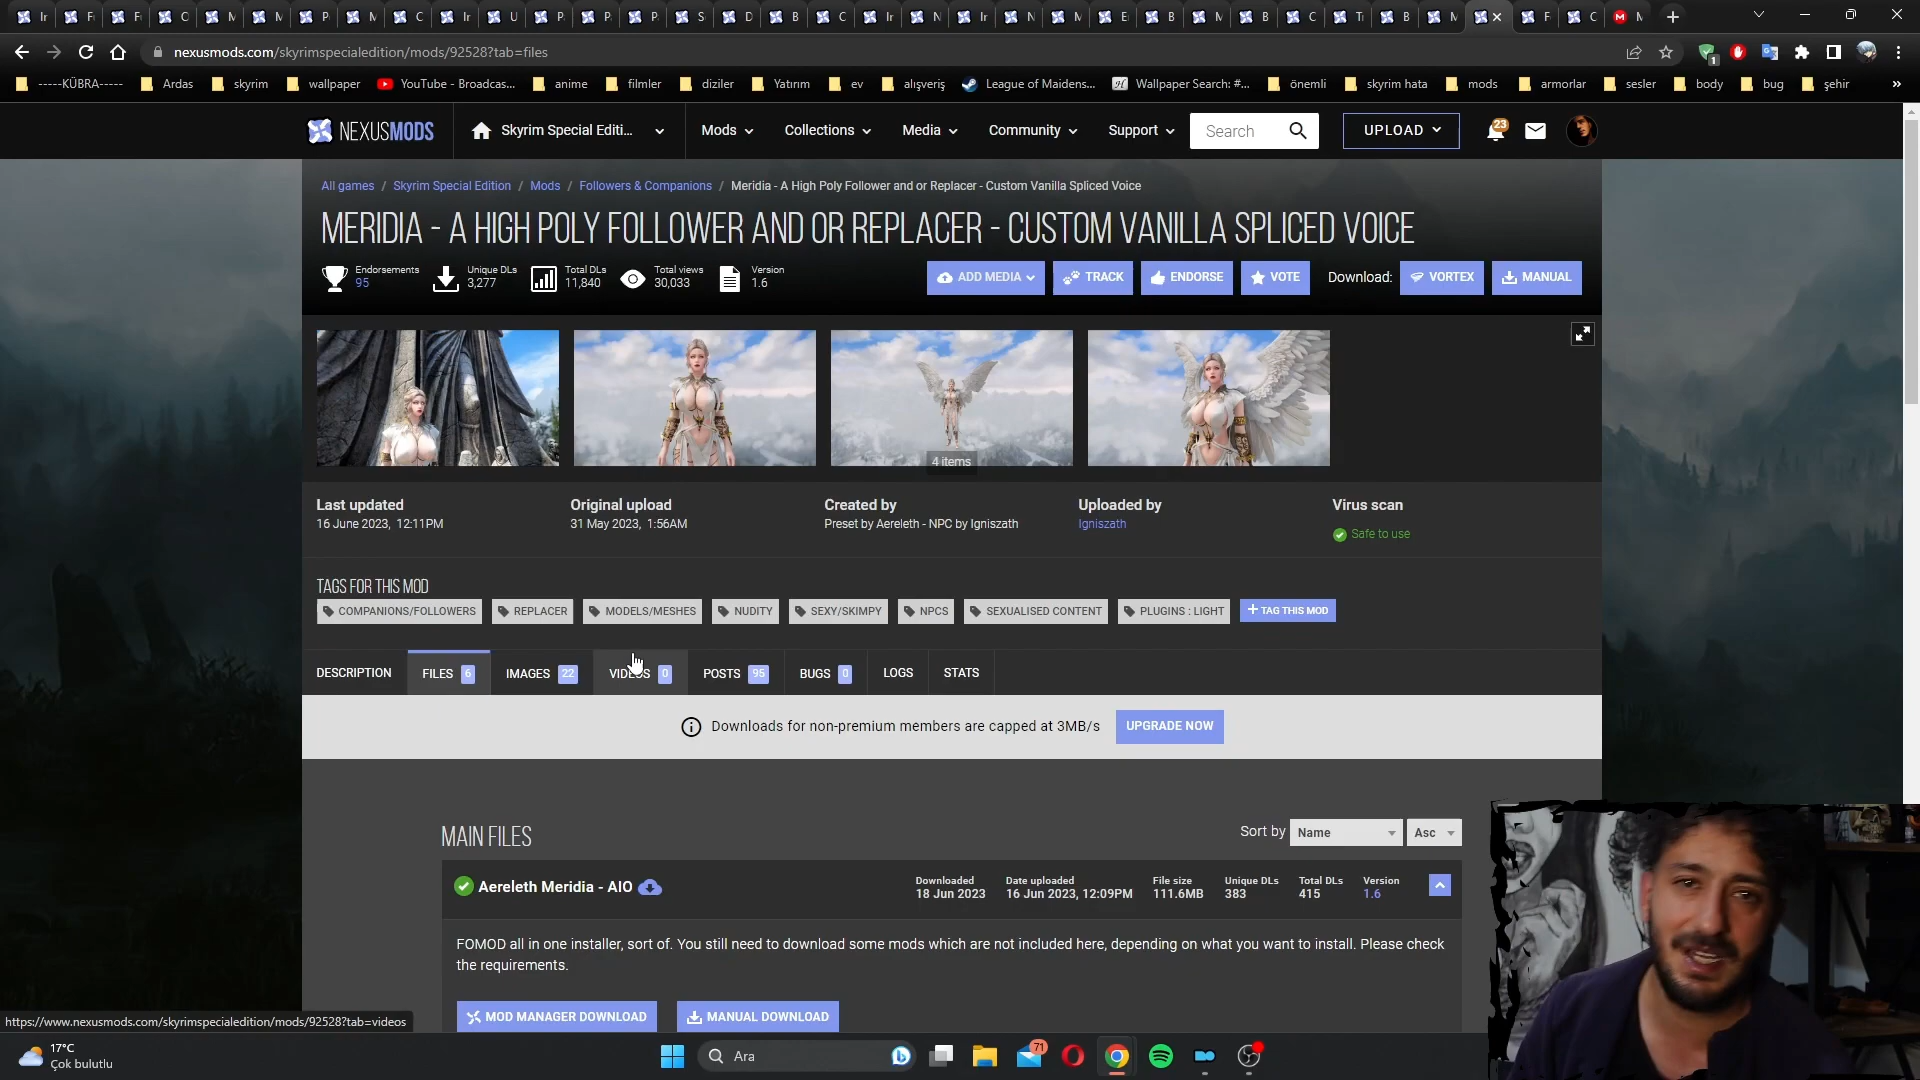 nexusmods.com/skyrimspecialedition/mods/92528?tab=files
-----KÜBRA-----
Ardas
skyrim
wallpaper
YouTube - Broadcas...
anime
filmler
diziler
Yatırım
ev
alışveriş
League of Maidens...
Wallpaper Search: #...
önemli
skyrim hata
mods
armorlar
sesler
body
bug
şehir
»
NEXUSMODS
Skyrim Special Editi...
Mods
Collections
Media
Community
Support
Search
UPLOAD
23
All games / Skyrim Special Edition / Mods / Followers & Companions / Meridia - A High Poly Follower and or Replacer - Custom Vanilla Spliced Voice
MERIDIA - A HIGH POLY FOLLOWER AND OR REPLACER - CUSTOM VANILLA SPLICED VOICE
Endorsements
95
Unique DLs
3,277
Total DLs
11,840
Total views
30,033
Version
1.6
ADD MEDIA
TRACK
ENDORSE
VOTE
Download:
VORTEX
MANUAL
4 items
Last updated
16 June 2023, 12:11PM
Original upload
31 May 2023, 1:56AM
Created by
Preset by Aereleth - NPC by Igniszath
Uploaded by
Igniszath
Virus scan
Safe to use
TAGS FOR THIS MOD
COMPANIONS/FOLLOWERS
REPLACER
MODELS/MESHES
NUDITY
SEXY/SKIMPY
NPCS
SEXUALISED CONTENT
PLUGINS : LIGHT
+ TAG THIS MOD
DESCRIPTION
FILES 6
IMAGES 22
VIDEOS 0
POSTS 95
BUGS 0
LOGS
STATS
Downloads for non-premium members are capped at 3MB/s
UPGRADE NOW
MAIN FILES
Sort by
Name
Asc
Aereleth Meridia - AIO
Downloaded
18 Jun 2023
Date uploaded
16 Jun 2023, 12:09PM
File size
111.6MB
Unique DLs
383
Total DLs
415
Version
1.6
FOMOD all in one installer, sort of. You still need to download some mods which are not included here, depending on what you want to install. Please check
the requirements.
MOD MANAGER DOWNLOAD
MANUAL DOWNLOAD
https://www.nexusmods.com/skyrimspecialedition/mods/92528?tab=videos
17°C
Çok bulutlu
Ara
71